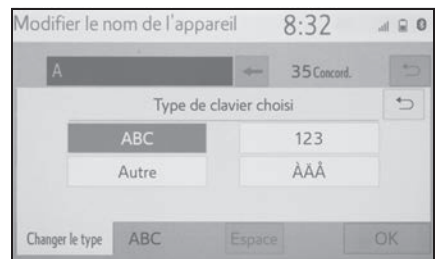 Modifier le nom de l'appareil 8:32
A 35 Concord.
Type de clavier choisi
ABC 123
Autre ÀÄÂ
Changer le type ABC Espace OK